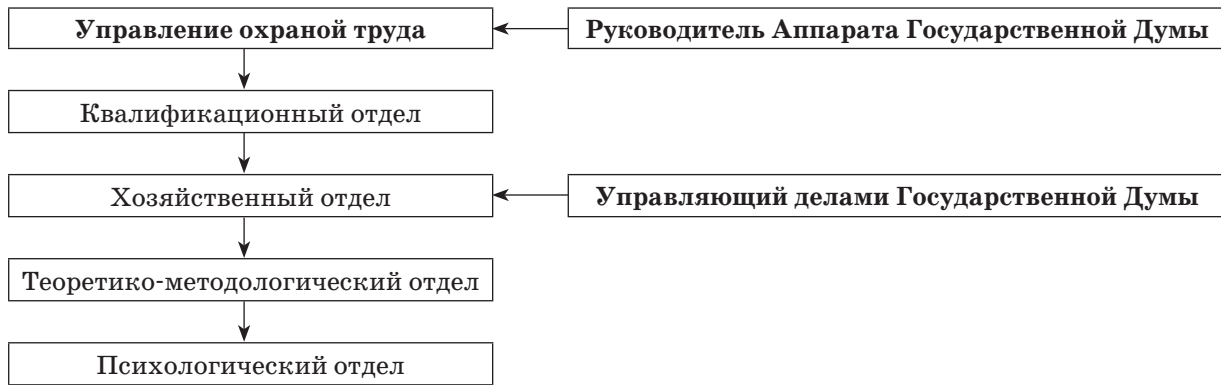 Управление охраной труда
Руководитель Аппарата Государственной Думы
Квалификационный отдел
Хозяйственный отдел
Управляющий делами Государственной Думы
Теоретико-методологический отдел
Психологический отдел